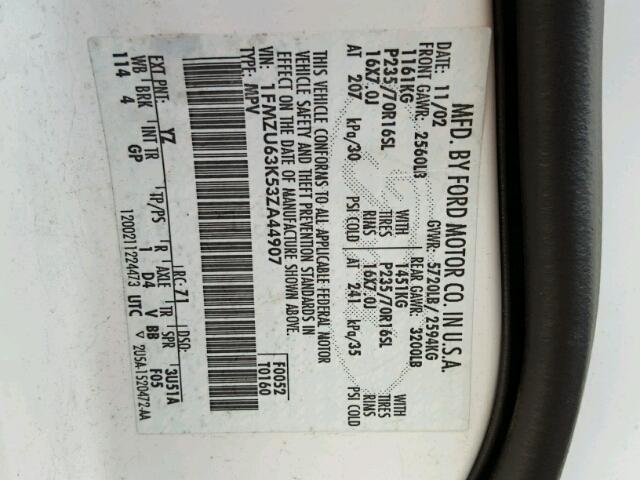 MFD. BY FORD MOTOR CO. IN U.S.A.
DATE: 11/02 GVWR: 5720LB/ 2594KG
FRONT GAWR: 2560LB REAR GAWR: 3200LB
1161KG WITH 1451KG WITH
P235/70R16SL TIRES P235/70R16SL TIRES
16X7.0J RIMS 16X7.0J RIMS
AT 207 kPa/30 PSI COLD AT 241 kPa/35 PSI COLD
THIS VEHICLE CONFORMS TO ALL APPLICABLE FEDERAL MOTOR
VEHICLE SAFETY AND THEFT PREVENTION STANDARDS IN
EFFECT ON THE DATE OF MANUFACTURE SHOWN ABOVE.
VIN: 1FMZU63K53ZA44907 F0052
TYPE: MPV T0160
EXT PNT: YZ RC: 71 DSO:
WB BRK INT TR TP/PS R AXLE TR SPR 3U51A
114 4 GP 1 D4 V BB F05
1200211224473 UTC ▽ 2U5A1520472-AA